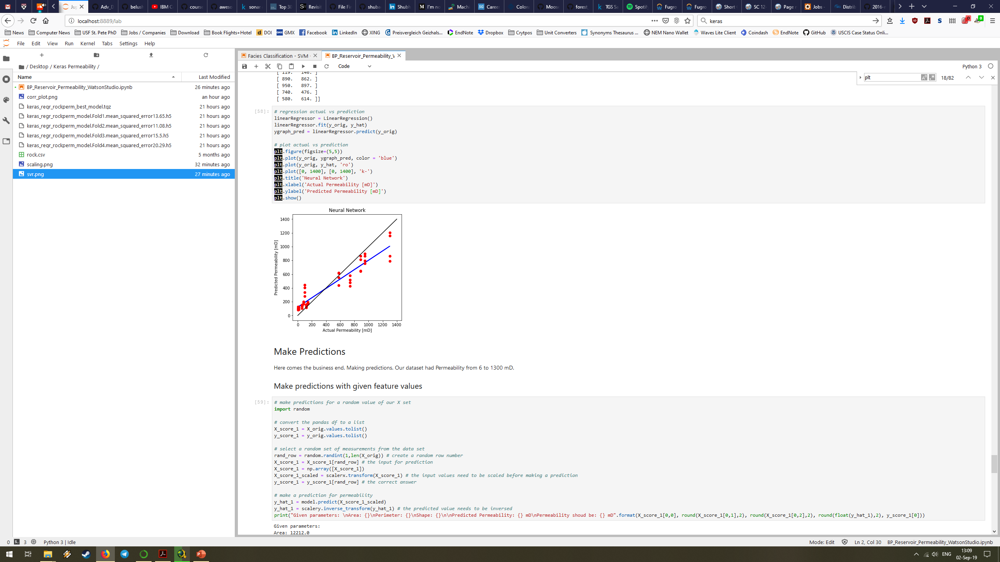 Jup
Adv_D
belush
IBM C
course
aweso
sonar
Top 30
Revisit
File Fir
shuba
Shubh
I'm no
Machi
Career
Colora
Moose
forest_
TGS Sa
Spotify
Fugro
Fugro
Short
SC 12-
Page n
Jobs -
Distrib
2016-r
localhost:8889/lab
keras
News
Computer News
USF St. Pete PhD
Jobs / Companies
Download
Book Flights+Hotel
DOI
GMX
Facebook
LinkedIn
XING
Preisvergleich Geizhals...
EndNote
Dropbox
Crytpos
Unit Converters
Synonyms Thesaurus ...
NEM Nano Wallet
Waves Lite Client
Coindash
EndNote
GitHub
USCIS Case Status Onli...
File Edit View Run Kernel Tabs Settings Help
/ Desktop / Keras Permeability /
Name Last Modified
BP_Reservoir_Permeability_WatsonStudio.ipynb 26 minutes ago
corr_plot.png an hour ago
keras_regr_rockperm_best_model.tgz 21 hours ago
keras_regr_rockperm_model.Fold1.mean_squared_error13.65.h5 21 hours ago
keras_regr_rockperm_model.Fold2.mean_squared_error11.08.h5 21 hours ago
keras_regr_rockperm_model.Fold3.mean_squared_error15.5.h5 21 hours ago
keras_regr_rockperm_model.Fold4.mean_squared_error20.29.h5 21 hours ago
rock.csv 5 months ago
scaling.png 32 minutes ago
svr.png 27 minutes ago
Facies Classification - SVM
BP_Reservoir_Permeability_W
Code
Python 3
plt
18/82
[ 119. 146. ]
[ 890. 862. ]
[ 950. 897. ]
[ 740. 476. ]
[ 580. 614. ]]
[58]:
# regression actual vs prediction
linearRegressor = LinearRegression()
linearRegressor.fit(y_orig, y_hat)
ygraph_pred = linearRegressor.predict(y_orig)
# plot actual vs prediction
plt.figure(figsize=(5,5))
plt.plot(y_orig, ygraph_pred, color = 'blue')
plt.plot(y_orig, y_hat, 'ro')
plt.plot([0, 1400], [0, 1400], 'k-')
plt.title('Neural Network')
plt.xlabel('Actual Permeability [mD]')
plt.ylabel('Predicted Permeability [mD]')
plt.show()
Neural Network
Predicted Permeability [mD]
1400
1200
1000
800
600
400
200
0
0 200 400 600 800 1000 1200 1400
Actual Permeability [mD]
Make Predictions
Here comes the business end. Making predictions. Our dataset had Permeability from 6 to 1300 mD.
Make predictions with given feature values
[59]:
# make predictions for a random value of our X set
import random
# convert the pandas df to a list
X_score_1 = X_orig.values.tolist()
y_score_1 = y_orig.values.tolist()
# select a random set of measurements from the data set
rand_row = random.randint(1,len(X_orig)) # create a random row number
X_score_1 = X_score_1[rand_row] # the input for prediction
X_score_1 = np.array([X_score_1])
X_score_1_scaled = scalerx.transform(X_score_1) # the input values need to be scaled before making a prediction
y_score_1 = y_score_1[rand_row] # the correct answer
# make a prediction for permeability
y_hat_1 = model.predict(X_score_1_scaled)
y_hat_1 = scalery.inverse_transform(y_hat_1) # the predicted value needs to be inversed
print("Given parameters: \nArea: {}\nPerimeter: {}\nShape: {}\n\nPredicted Permeability: {} mD\nPermeability shoud be: {} mD".format(X_score_1[0,0], round(X_score_1[0,1],2), round(X_score_1[0,2],2), round(float(y_hat_1),2), y_score_1[0]))
Given parameters:
Area: 12212.0
0
3
Python 3 | Idle
Mode: Edit
Ln 2, Col 30
BP_Reservoir_Permeability_WatsonStudio.ipynb
ENG
13:09
02-Sep-19